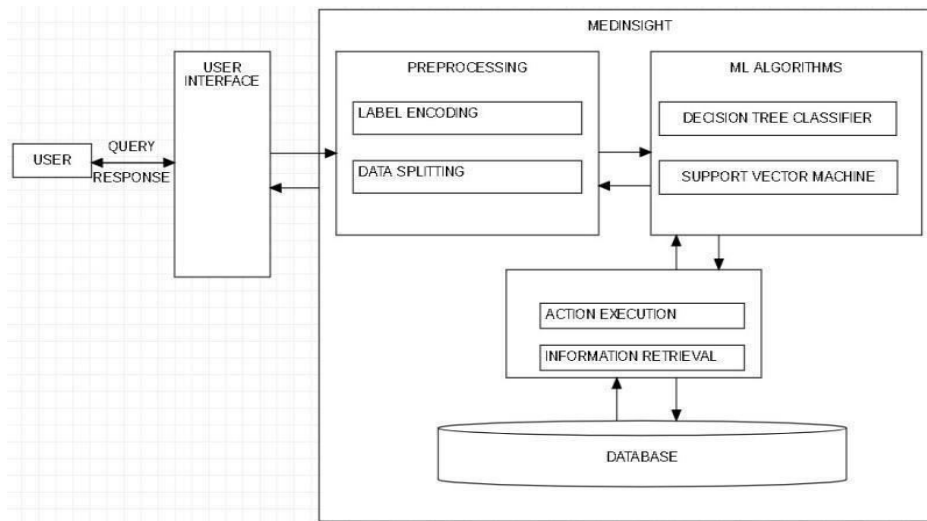 MEDINSIGHT
USER
INTERFACE
PREPROCESSING
ML ALGORITHMS
LABEL ENCODING
DECISION TREE CLASSIFIER
QUERY
USER
RESPONSE
DATA SPLITTING
SUPPORT VECTOR MACHINE
ACTION EXECUTION
INFORMATION RETRIEVAL
DATABASE